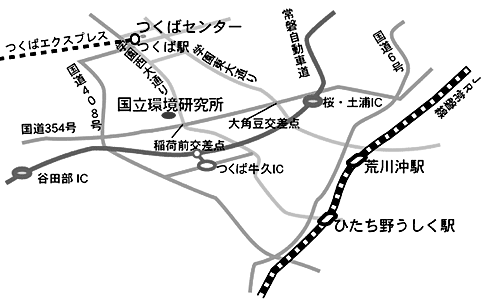 つくばセンター
つくばエクスプレス
つくば駅
学園西大通り
学園東大通り
常磐自動車道
国道6号
国道408号
JR常磐線
国立環境研究所
桜・土浦IC
大角豆交差点
国道354号
稲荷前交差点
谷田部IC
つくば牛久IC
荒川沖駅
ひたち野うしく駅